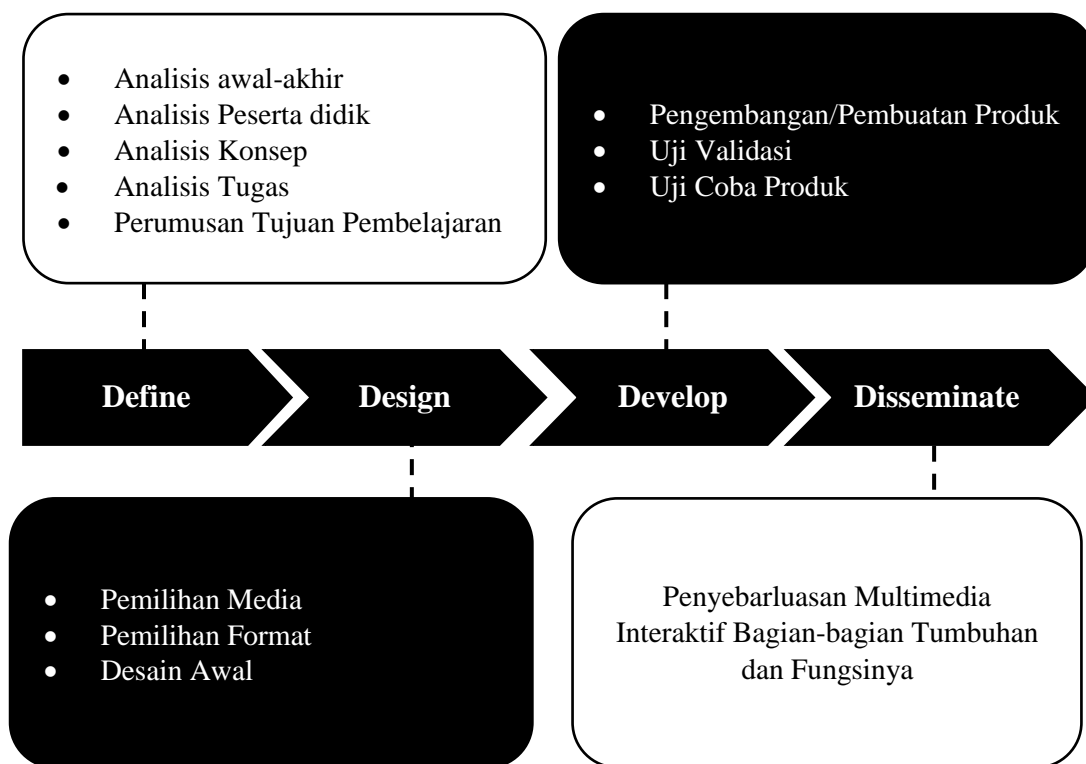 • Analisis awal-akhir
• Analisis Peserta didik
• Analisis Konsep
• Analisis Tugas
• Perumusan Tujuan Pembelajaran
• Pengembangan/Pembuatan Produk
• Uji Validasi
• Uji Coba Produk
Define
Design
Develop
Disseminate
• Pemilihan Media
• Pemilihan Format
• Desain Awal
Penyebarluasan Multimedia
Interaktif Bagian-bagian Tumbuhan
dan Fungsinya